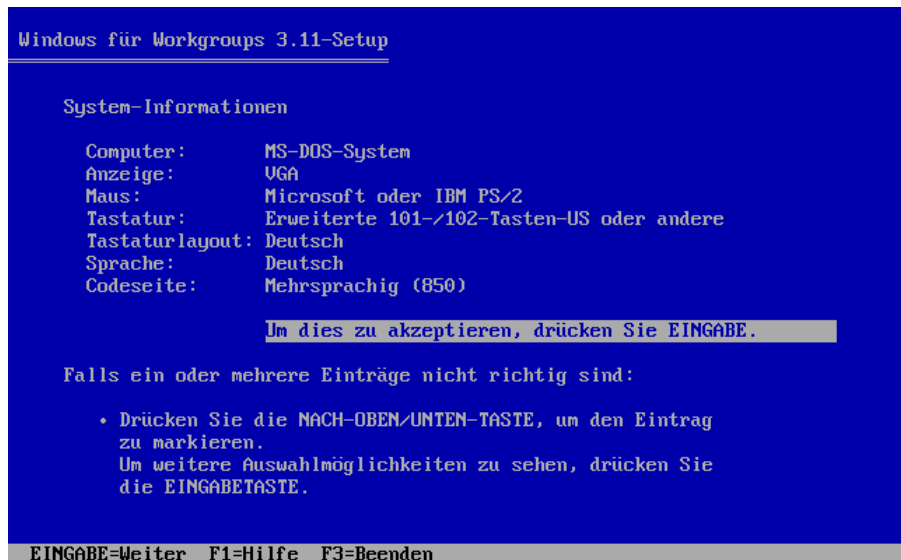 Windows für Workgroups 3.11-Setup
System-Informationen
Computer: MS-DOS-System
Anzeige: VGA
Maus: Microsoft oder IBM PS/2
Tastatur: Erweiterte 101-/102-Tasten-US oder andere
Tastaturlayout: Deutsch
Sprache: Deutsch
Codeseite: Mehrsprachig (850)
Um dies zu akzeptieren, drücken Sie EINGABE.
Falls ein oder mehrere Einträge nicht richtig sind:
• Drücken Sie die NACH-OBEN/UNTEN-TASTE, um den Eintrag
zu markieren.
Um weitere Auswahlmöglichkeiten zu sehen, drücken Sie
die EINGABETASTE.
EINGABE=Weiter F1=Hilfe F3=Beenden